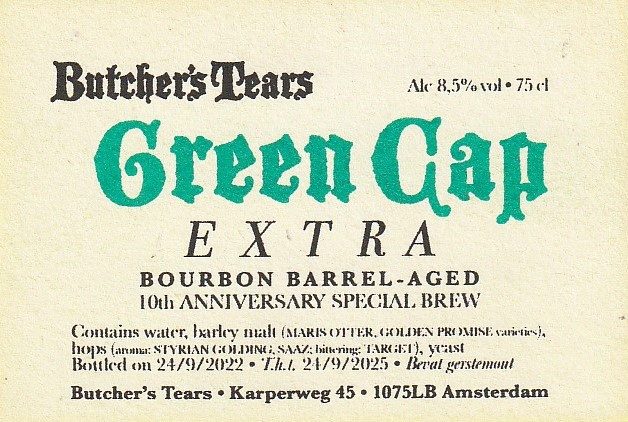 Butcher's Tears
Alc 8,5% vol • 75 cl
Green Cap
EXTRA
BOURBON BARREL-AGED
10th ANNIVERSARY SPECIAL BREW
Contains water, barley malt (MARIS OTTER, GOLDEN PROMISE varieties),
hops (aroma: STYRIAN GOLDING, SAAZ; bittering: TARGET), yeast
Bottled on 24/9/2022 • T.h.t. 24/9/2025 • Bevat gerstemout
Butcher's Tears • Karperweg 45 • 1075LB Amsterdam